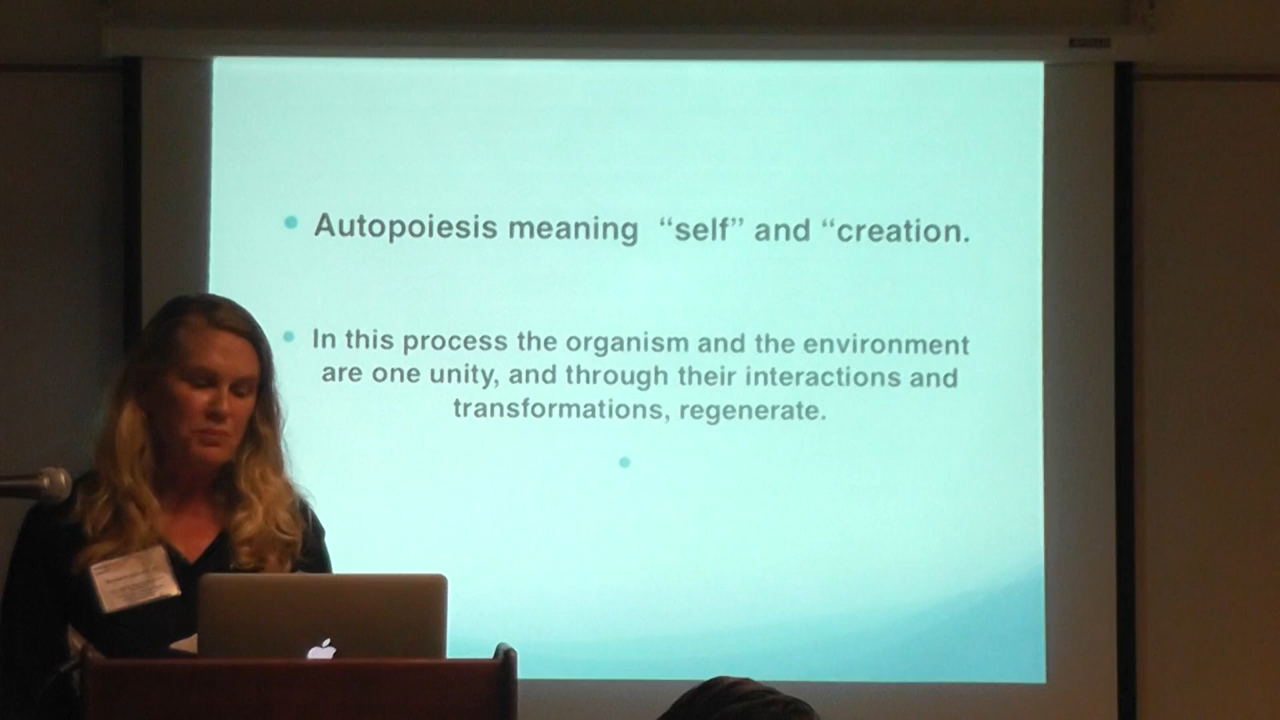 • Autopoiesis meaning “self” and “creation.
• In this process the organism and the environment
are one unity, and through their interactions and
transformations, regenerate.
•